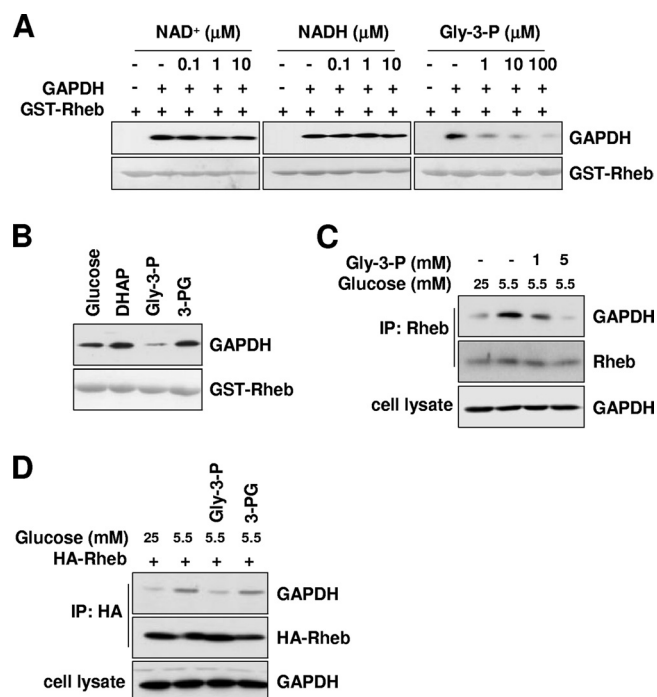 A
NAD⁺ (μM) NADH (μM) Gly-3-P (μM)
- - 0.1 1 10 - - 0.1 1 10 - - 1 10 100
GAPDH - + + + + - + + + + - + + + +
GST-Rheb + + + + + + + + + + + + + + +
GAPDH
GST-Rheb
B
Glucose DHAP Gly-3-P 3-PG
GAPDH
GST-Rheb
C
Gly-3-P (mM) - - 1 5
Glucose (mM) 25 5.5 5.5 5.5
IP: Rheb
GAPDH
Rheb
cell lysate GAPDH
D
Gly-3-P 3-PG
Glucose (mM) 25 5.5 5.5 5.5
HA-Rheb + + + +
IP: HA
GAPDH
HA-Rheb
cell lysate GAPDH